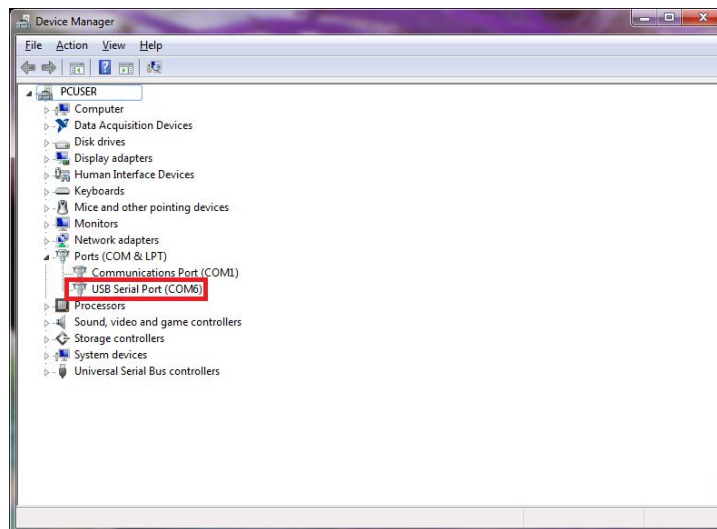 Device Manager
File Action View Help
PCUSER
Computer
Data Acquisition Devices
Disk drives
Display adapters
Human Interface Devices
Keyboards
Mice and other pointing devices
Monitors
Network adapters
Ports (COM & LPT)
Communications Port (COM1)
USB Serial Port (COM6)
Processors
Sound, video and game controllers
Storage controllers
System devices
Universal Serial Bus controllers